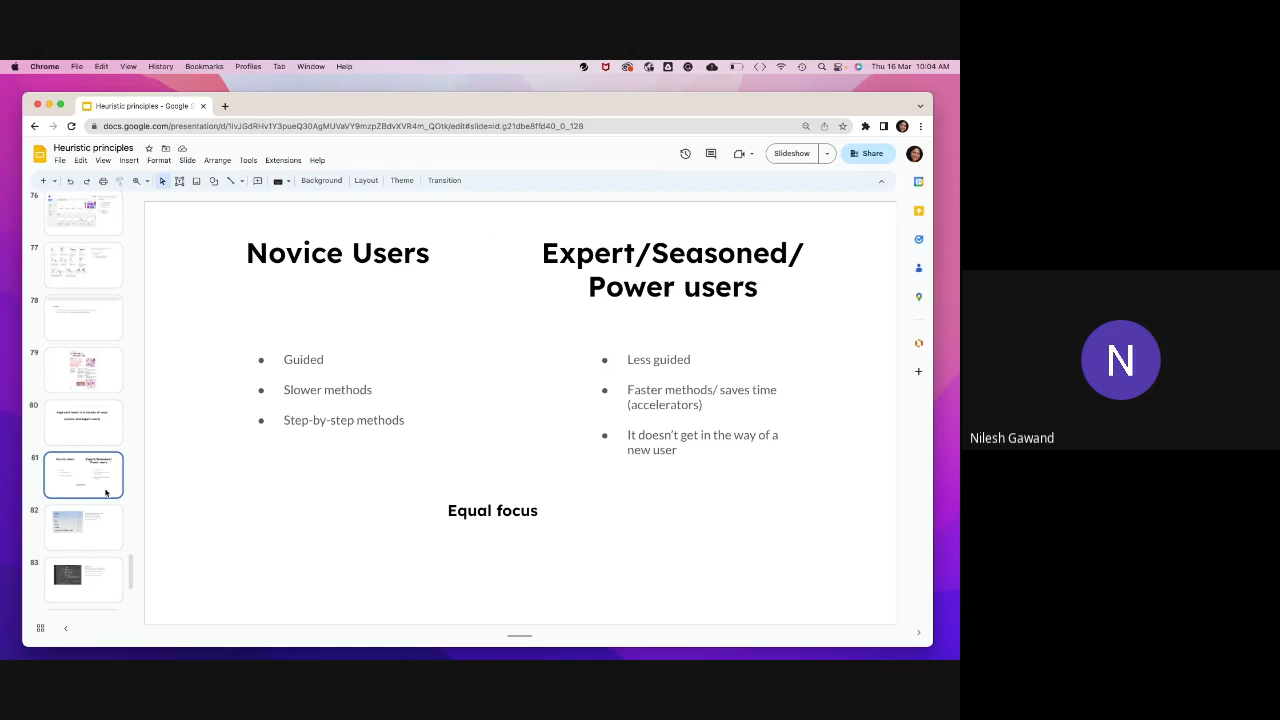 Chrome File Edit View History Bookmarks Profiles Tab Window Help Thu 16 Mar 10:04 AM
Heuristic principles - Google S
docs.google.com/presentation/d/1lvJGdRHv1Y3pueQ30AgMUVaVY9mzpZBdvXVR4m_QOtk/edit#slide=id.g21dbe8ffd40_0_128
Heuristic principles
File Edit View Insert Format Slide Arrange Tools Extensions Help
Slideshow
Share
Background Layout Theme Transition
76
77
78
79
80
81
82
83
Novice Users
Guided
Slower methods
Step-by-step methods
Expert/Seasoned/
Power users
Less guided
Faster methods/ saves time
(accelerators)
It doesn't get in the way of a
new user
Equal focus
N
Nilesh Gawand